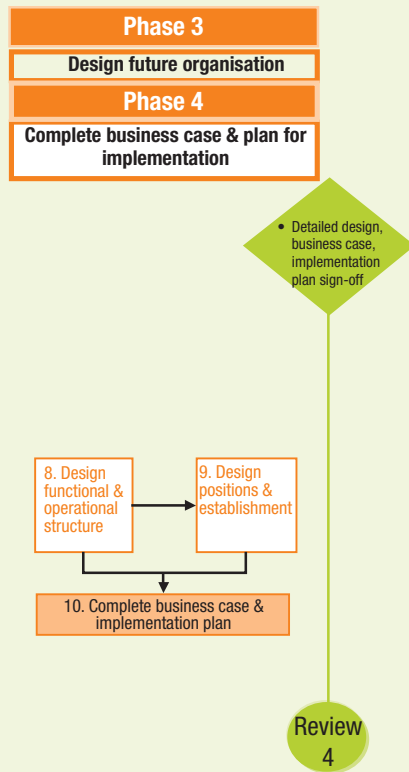 Phase 3
Design future organisation
Phase 4
Complete business case & plan for
implementation
• Detailed design,
business case,
implementation
plan sign-off
8. Design
functional &
operational
structure
9. Design
positions &
establishment
10. Complete business case &
implementation plan
Review
4